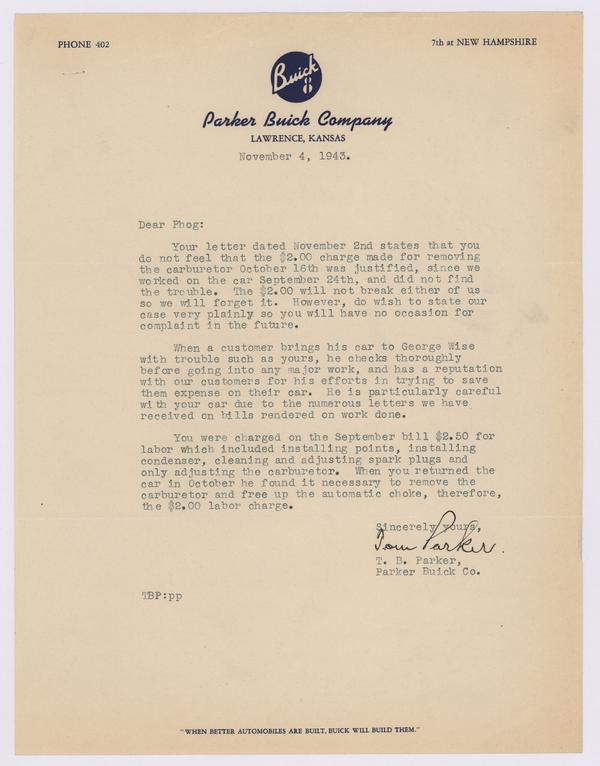 PHONE 402
7th at NEW HAMPSHIRE
Buick
8
Parker Buick Company
LAWRENCE, KANSAS
November 4, 1943.
Dear Phog:
Your letter dated November 2nd states that you
do not feel that the $2.00 charge made for removing
the carburetor October 16th was justified, since we
worked on the car September 24th, and did not find
the trouble. The $2.00 will not break either of us
so we will forget it. However, do wish to state our
case very plainly so you will have no occasion for
complaint in the future.
When a customer brings his car to George Wise
with trouble such as yours, he checks thoroughly
before going into any major work, and has a reputation
with our customers for his efforts in trying to save
them expense on their car. He is particularly careful
with your car due to the numerous letters we have
received on bills rendered on work done.
You were charged on the September bill $2.50 for
labor which included installing points, installing
condenser, cleaning and adjusting spark plugs and
only adjusting the carburetor. When you returned the
car in October he found it necessary to remove the
carburetor and free up the automatic choke, therefore,
the $2.00 labor charge.
Sincerely yours,
Tom Parker.
T. B. Parker,
Parker Buick Co.
TBP:pp
"WHEN BETTER AUTOMOBILES ARE BUILT, BUICK WILL BUILD THEM."